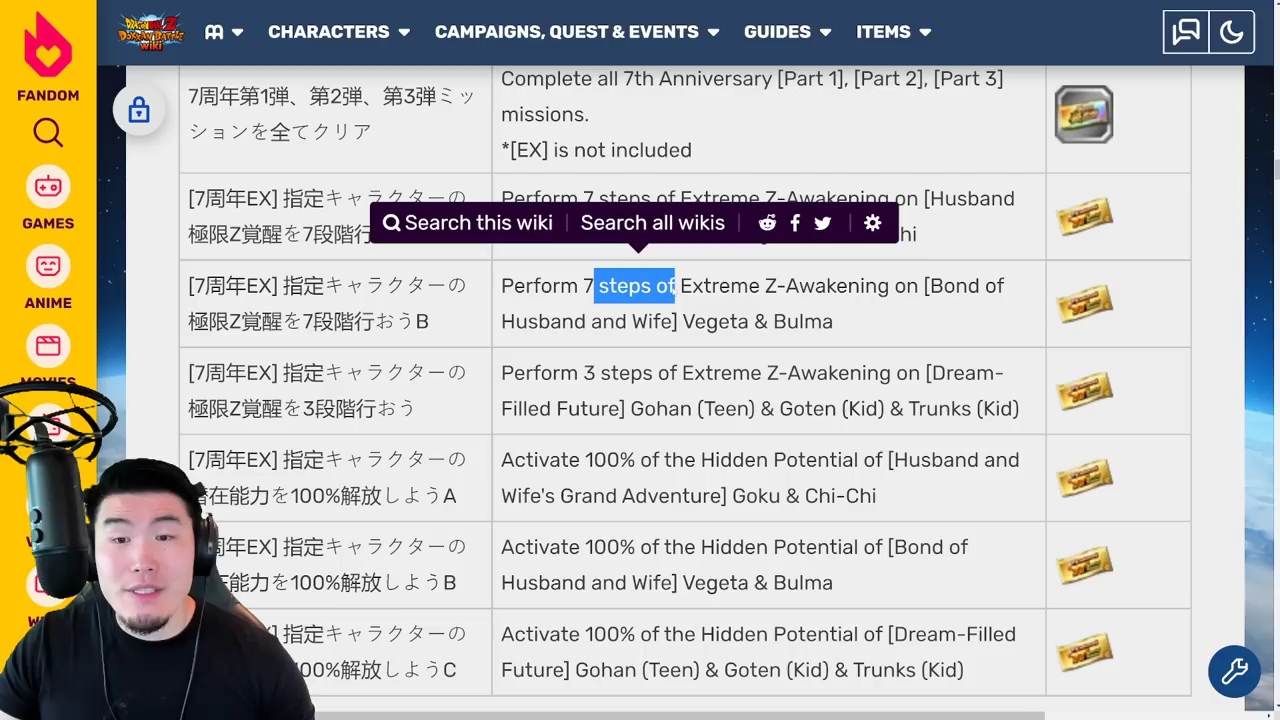 FANDOM
GAMES
ANIME
MOVIES
DRAGON BALL Z
DOKKAN BATTLE
WIKI
CHARACTERS
CAMPAIGNS, QUEST & EVENTS
GUIDES
ITEMS
7周年第1弾、第2弾、第3弾ミッ
ションを全てクリア
Complete all 7th Anniversary [Part 1], [Part 2], [Part 3]
missions.
*[EX] is not included
[7周年EX] 指定キャラクターの
極限Z覚醒を7段階行
Perform 7 steps of Extreme Z-Awakening on [Husband
hi
Search this wiki
Search all wikis
[7周年EX] 指定キャラクターの
極限Z覚醒を7段階行おうB
Perform 7 steps of Extreme Z-Awakening on [Bond of
Husband and Wife] Vegeta & Bulma
[7周年EX] 指定キャラクターの
極限Z覚醒を3段階行おう
Perform 3 steps of Extreme Z-Awakening on [Dream-
Filled Future] Gohan (Teen) & Goten (Kid) & Trunks (Kid)
[7周年EX] 指定キャラクターの
潜在能力を100%解放しようA
Activate 100% of the Hidden Potential of [Husband and
Wife's Grand Adventure] Goku & Chi-Chi
周年EX] 指定キャラクターの
在能力を100%解放しようB
Activate 100% of the Hidden Potential of [Bond of
Husband and Wife] Vegeta & Bulma
] 指定キャラクターの
00%解放しようC
Activate 100% of the Hidden Potential of [Dream-Filled
Future] Gohan (Teen) & Goten (Kid) & Trunks (Kid)